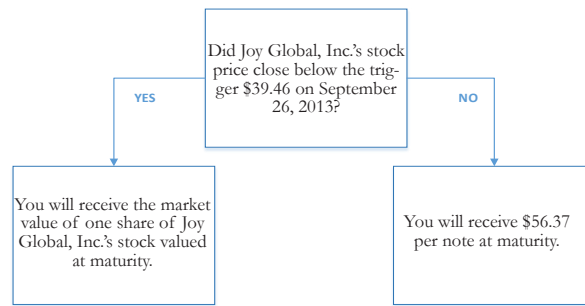 Did Joy Global, Inc.'s stock
price close below the trig-
ger $39.46 on September
26, 2013?
YES
NO
You will receive the market
value of one share of Joy
Global, Inc.'s stock valued
at maturity.
You will receive $56.37
per note at maturity.